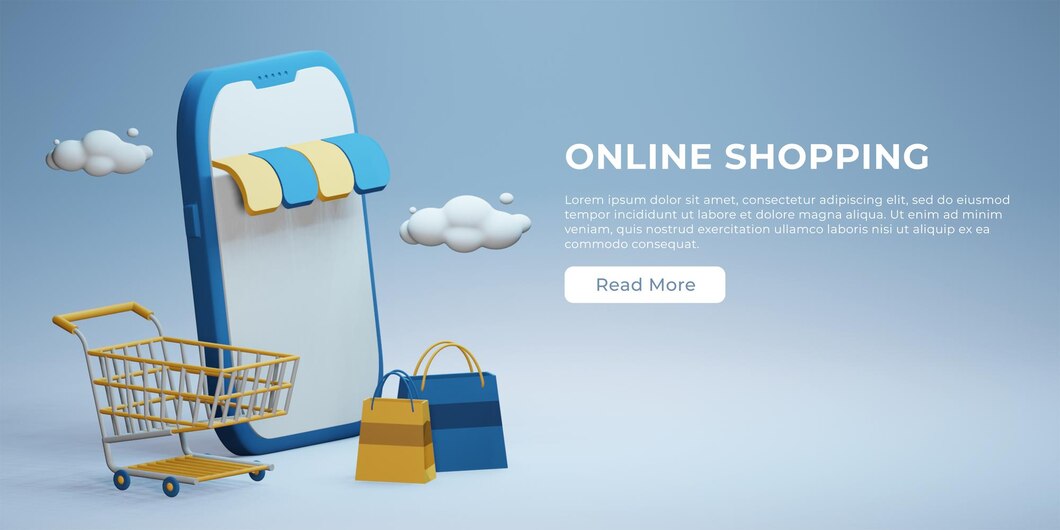 ONLINE SHOPPING
Lorem ipsum dolor sit amet, consectetur adipiscing elit, sed do eiusmod
tempor incididunt ut labore et dolore magna aliqua. Ut enim ad minim
veniam, quis nostrud exercitation ullamco laboris nisi ut aliquip ex ea
commodo consequat.
Read More